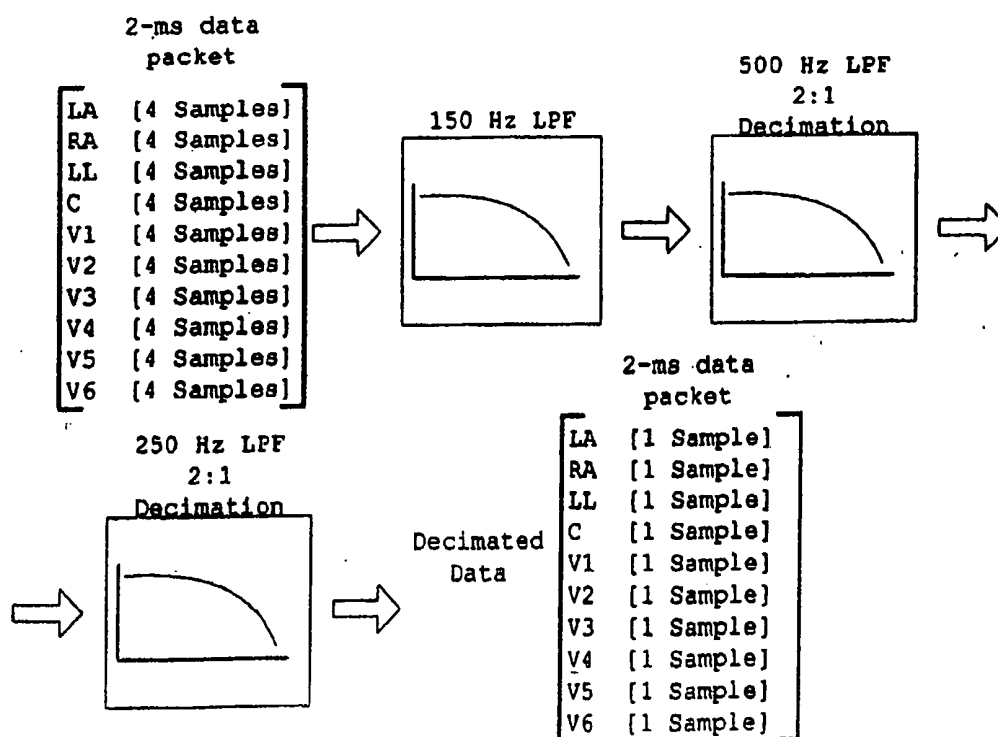 2-ms data
packet
LA [4 Samples]
RA [4 Samples]
LL [4 Samples]
C [4 Samples]
V1 [4 Samples]
V2 [4 Samples]
V3 [4 Samples]
V4 [4 Samples]
V5 [4 Samples]
V6 [4 Samples]
150 Hz LPF
500 Hz LPF
2:1
Decimation
250 Hz LPF
2:1
Decimation
Decimated
Data
2-ms data
packet
LA [1 Sample]
RA [1 Sample]
LL [1 Sample]
C [1 Sample]
V1 [1 Sample]
V2 [1 Sample]
V3 [1 Sample]
V4 [1 Sample]
V5 [1 Sample]
V6 [1 Sample]